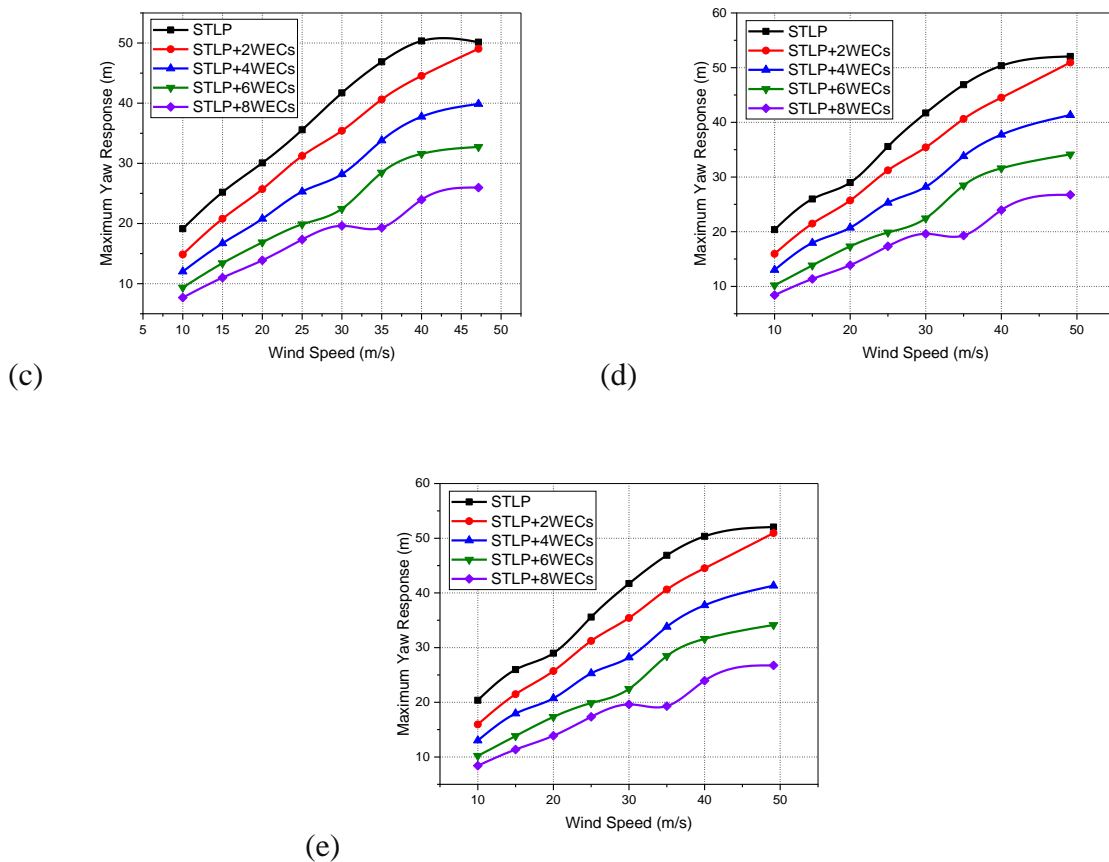 STLP
STLP+2WECs
STLP+4WECs
STLP+6WECs
STLP+8WECs
Maximum Yaw Response (m)
50
40
30
20
10
5 10 15 20 25 30 35 40 45 50
Wind Speed (m/s)
(c)
STLP
STLP+2WECs
STLP+4WECs
STLP+6WECs
STLP+8WECs
Maximum Yaw Response (m)
60
50
40
30
20
10
10 20 30 40 50
Wind Speed (m/s)
(d)
STLP
STLP+2WECs
STLP+4WECs
STLP+6WECs
STLP+8WECs
Maximum Yaw Response (m)
60
50
40
30
20
10
10 20 30 40 50
Wind Speed (m/s)
(e)